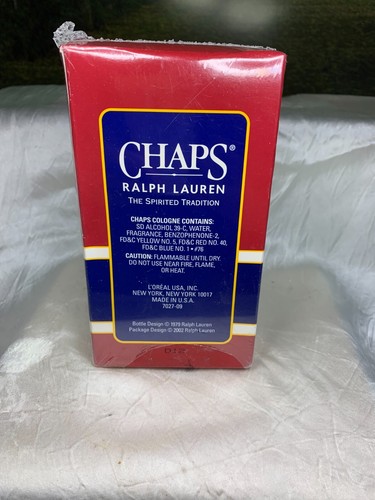 CHAPS®
RALPH LAUREN
THE SPIRITED TRADITION
CHAPS COLOGNE CONTAINS:
SD ALCOHOL 39-C, WATER,
FRAGRANCE, BENZOPHENONE-2,
FD&C YELLOW NO. 5, FD&C RED NO. 40,
FD&C BLUE NO. 1 • #76
CAUTION: FLAMMABLE UNTIL DRY.
DO NOT USE NEAR FIRE, FLAME,
OR HEAT.
L'ORÉAL USA, INC.
NEW YORK, NEW YORK 10017
MADE IN U.S.A.
7027-09
Bottle Design © 1979 Ralph Lauren
Package Design © 2002 Ralph Lauren